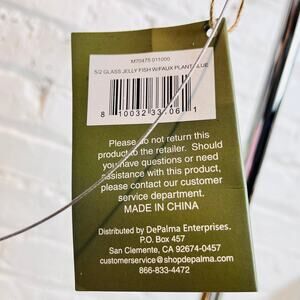 M70475 011000
5/2 GLASS JELLY FISH W/FAUX PLANT BLUE
8 10032 33106 1
Please do not return this
product to the retailer. Should
you have questions or need
assistance with this product,
please contact our customer
service department.
MADE IN CHINA
Distributed by DePalma Enterprises.
P.O. Box 457
San Clemente, CA 92674-0457
customerservice@shopdepalma.com
866-833-4472